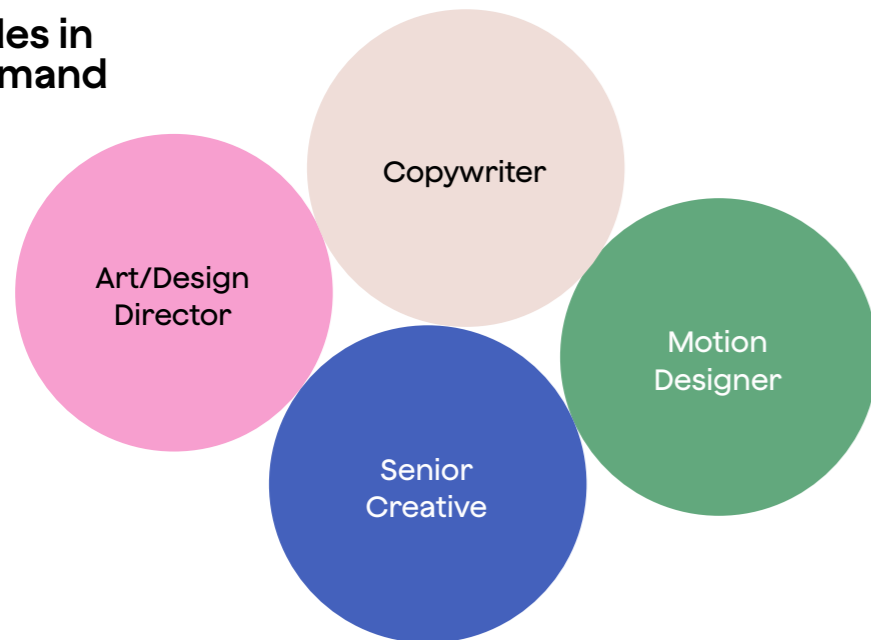 les in
mand
Copywriter
Art/Design
Director
Motion
Designer
Senior
Creative